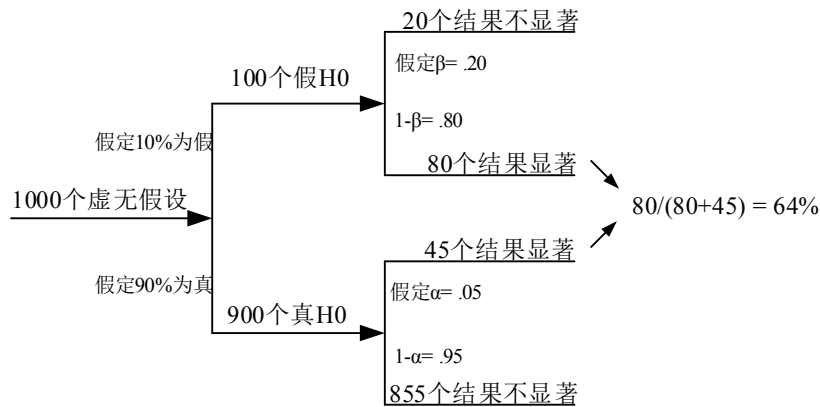 20个结果不显著
假定β= .20
100个假H0
1-β= .80
假定10%为假
80个结果显著
1000个虚无假设
80/(80+45) = 64%
45个结果显著
假定90%为真
假定α= .05
900个真H0
1-α= .95
855个结果不显著